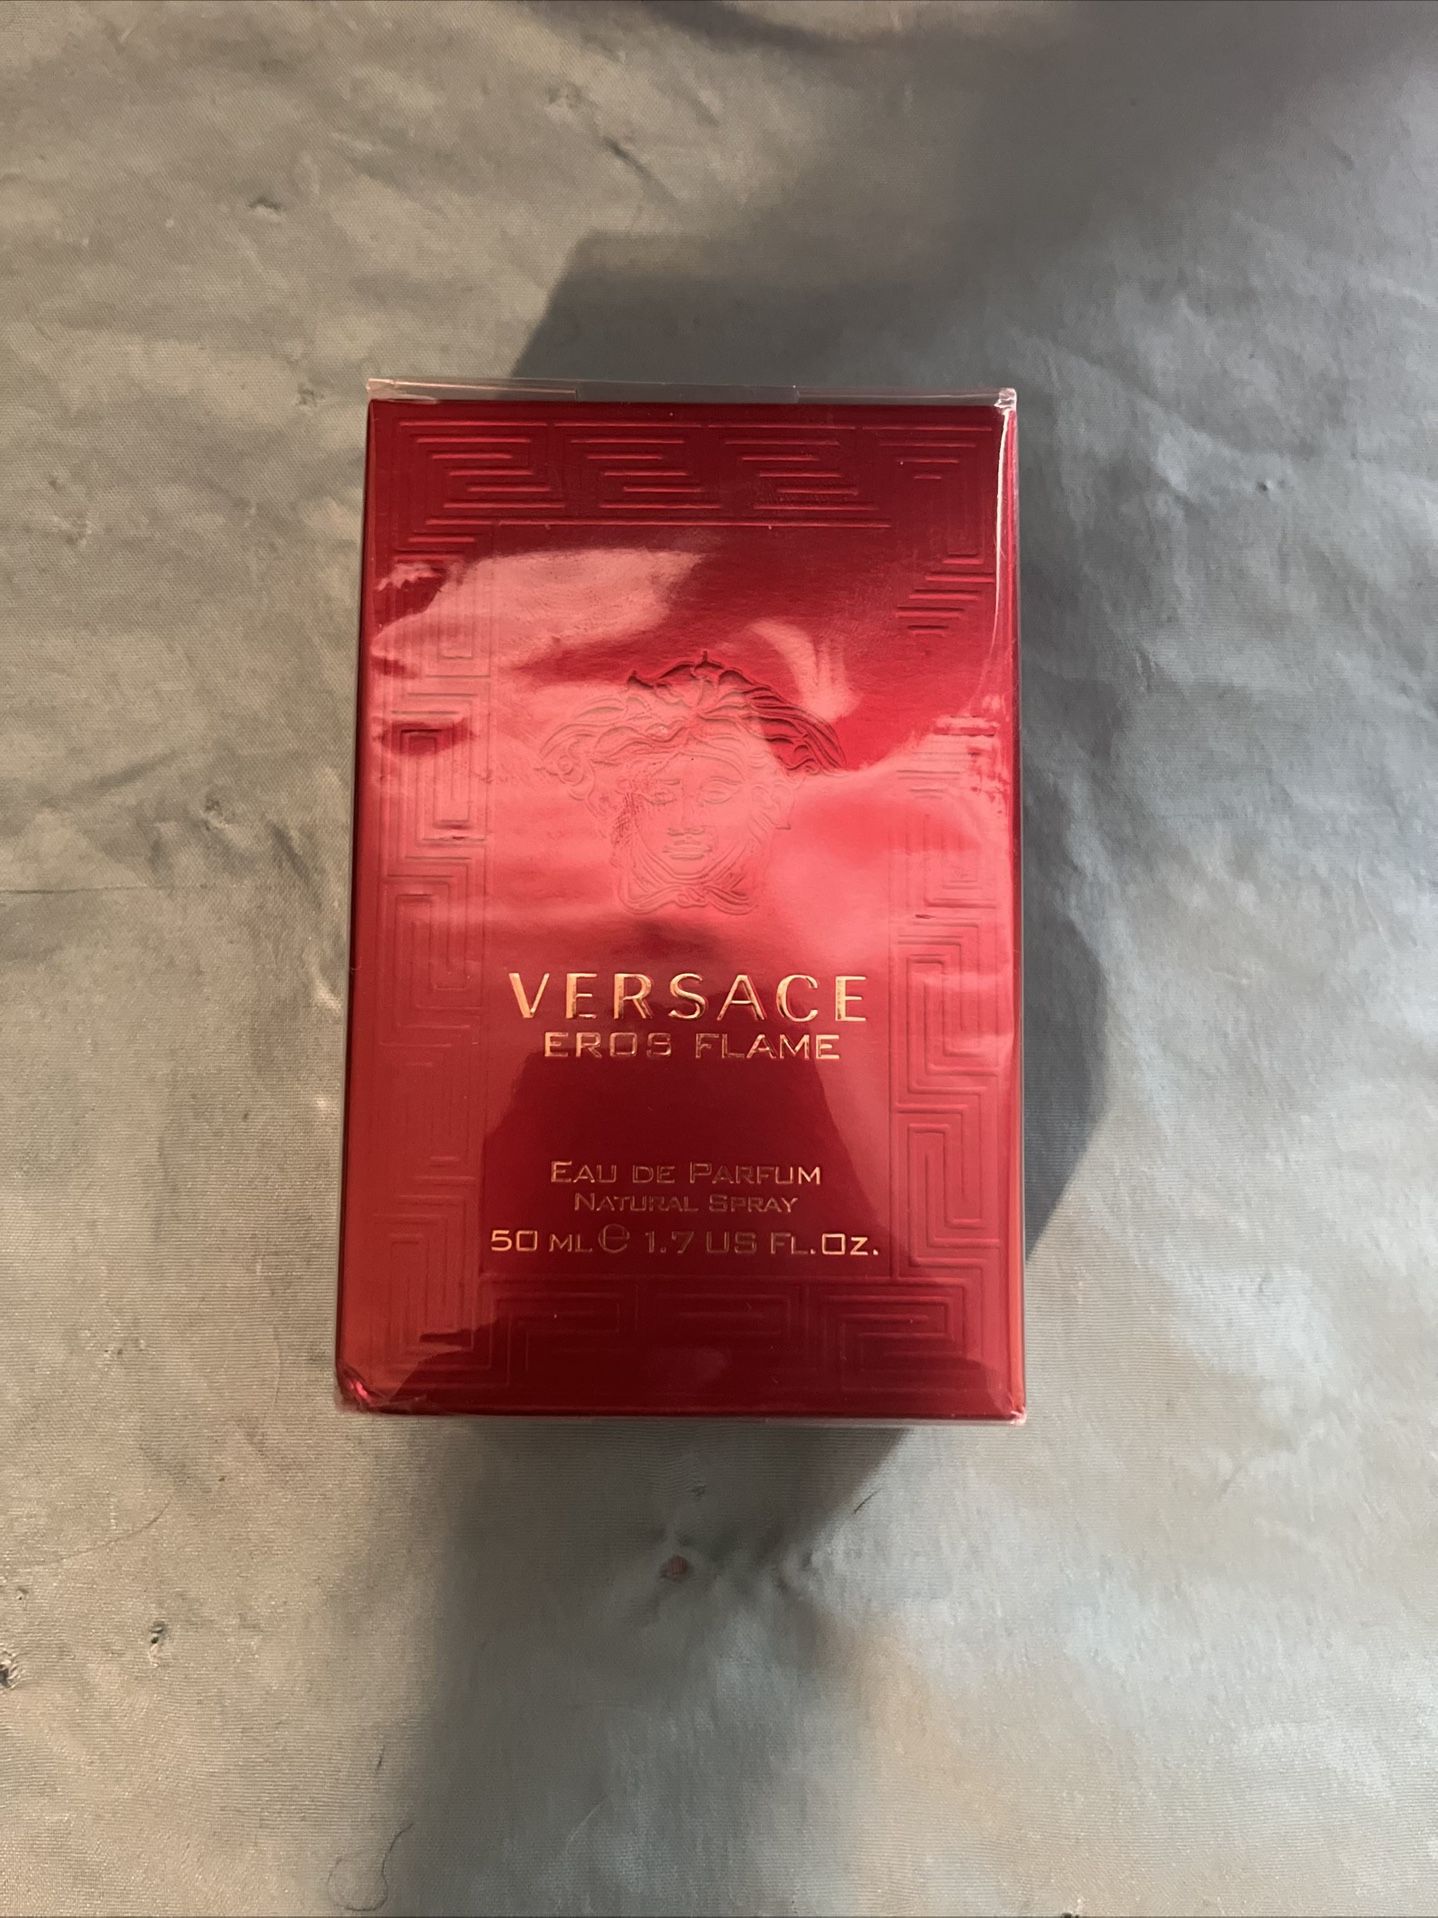 VERSACE
EROS FLAME
EAU DE PARFUM
NATURAL SPRAY
50 ML ℮ 1.7 US FL.OZ.